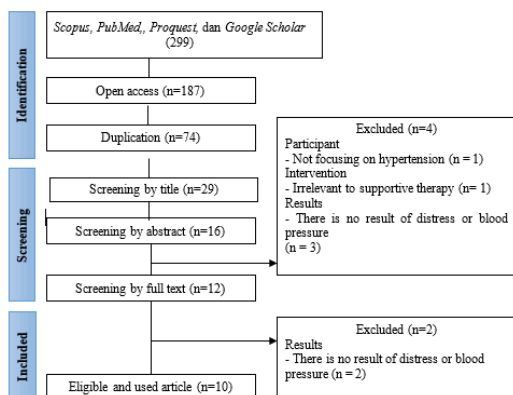 Identification
Scopus, PubMed,, Proquest, dan Google Scholar
(299)
Open access (n=187)
Duplication (n=74)
Screening
Screening by title (n=29)
Screening by abstract (n=16)
Screening by full text (n=12)
Excluded (n=4)
Participant
- Not focusing on hypertension (n = 1)
Intervention
- Irrelevant to supportive therapy (n= 1)
Results
- There is no result of distress or blood
pressure
(n = 3)
Included
Eligible and used article (n=10)
Excluded (n=2)
Results
- There is no result of distress or blood
pressure (n = 2)